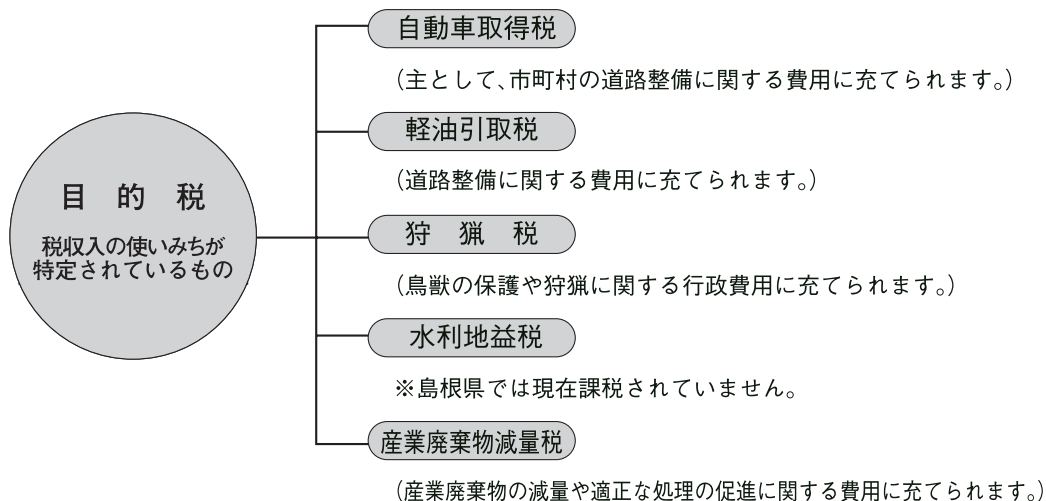 自動車取得税
（主として、市町村の道路整備に関する費用に充てられます。）
軽油引取税
（道路整備に関する費用に充てられます。）
目 的 税
税収入の使いみちが
特定されているもの
狩 猟 税
（鳥獣の保護や狩猟に関する行政費用に充てられます。）
水利地益税
※島根県では現在課税されていません。
産業廃棄物減量税
（産業廃棄物の減量や適正な処理の促進に関する費用に充てられます。）